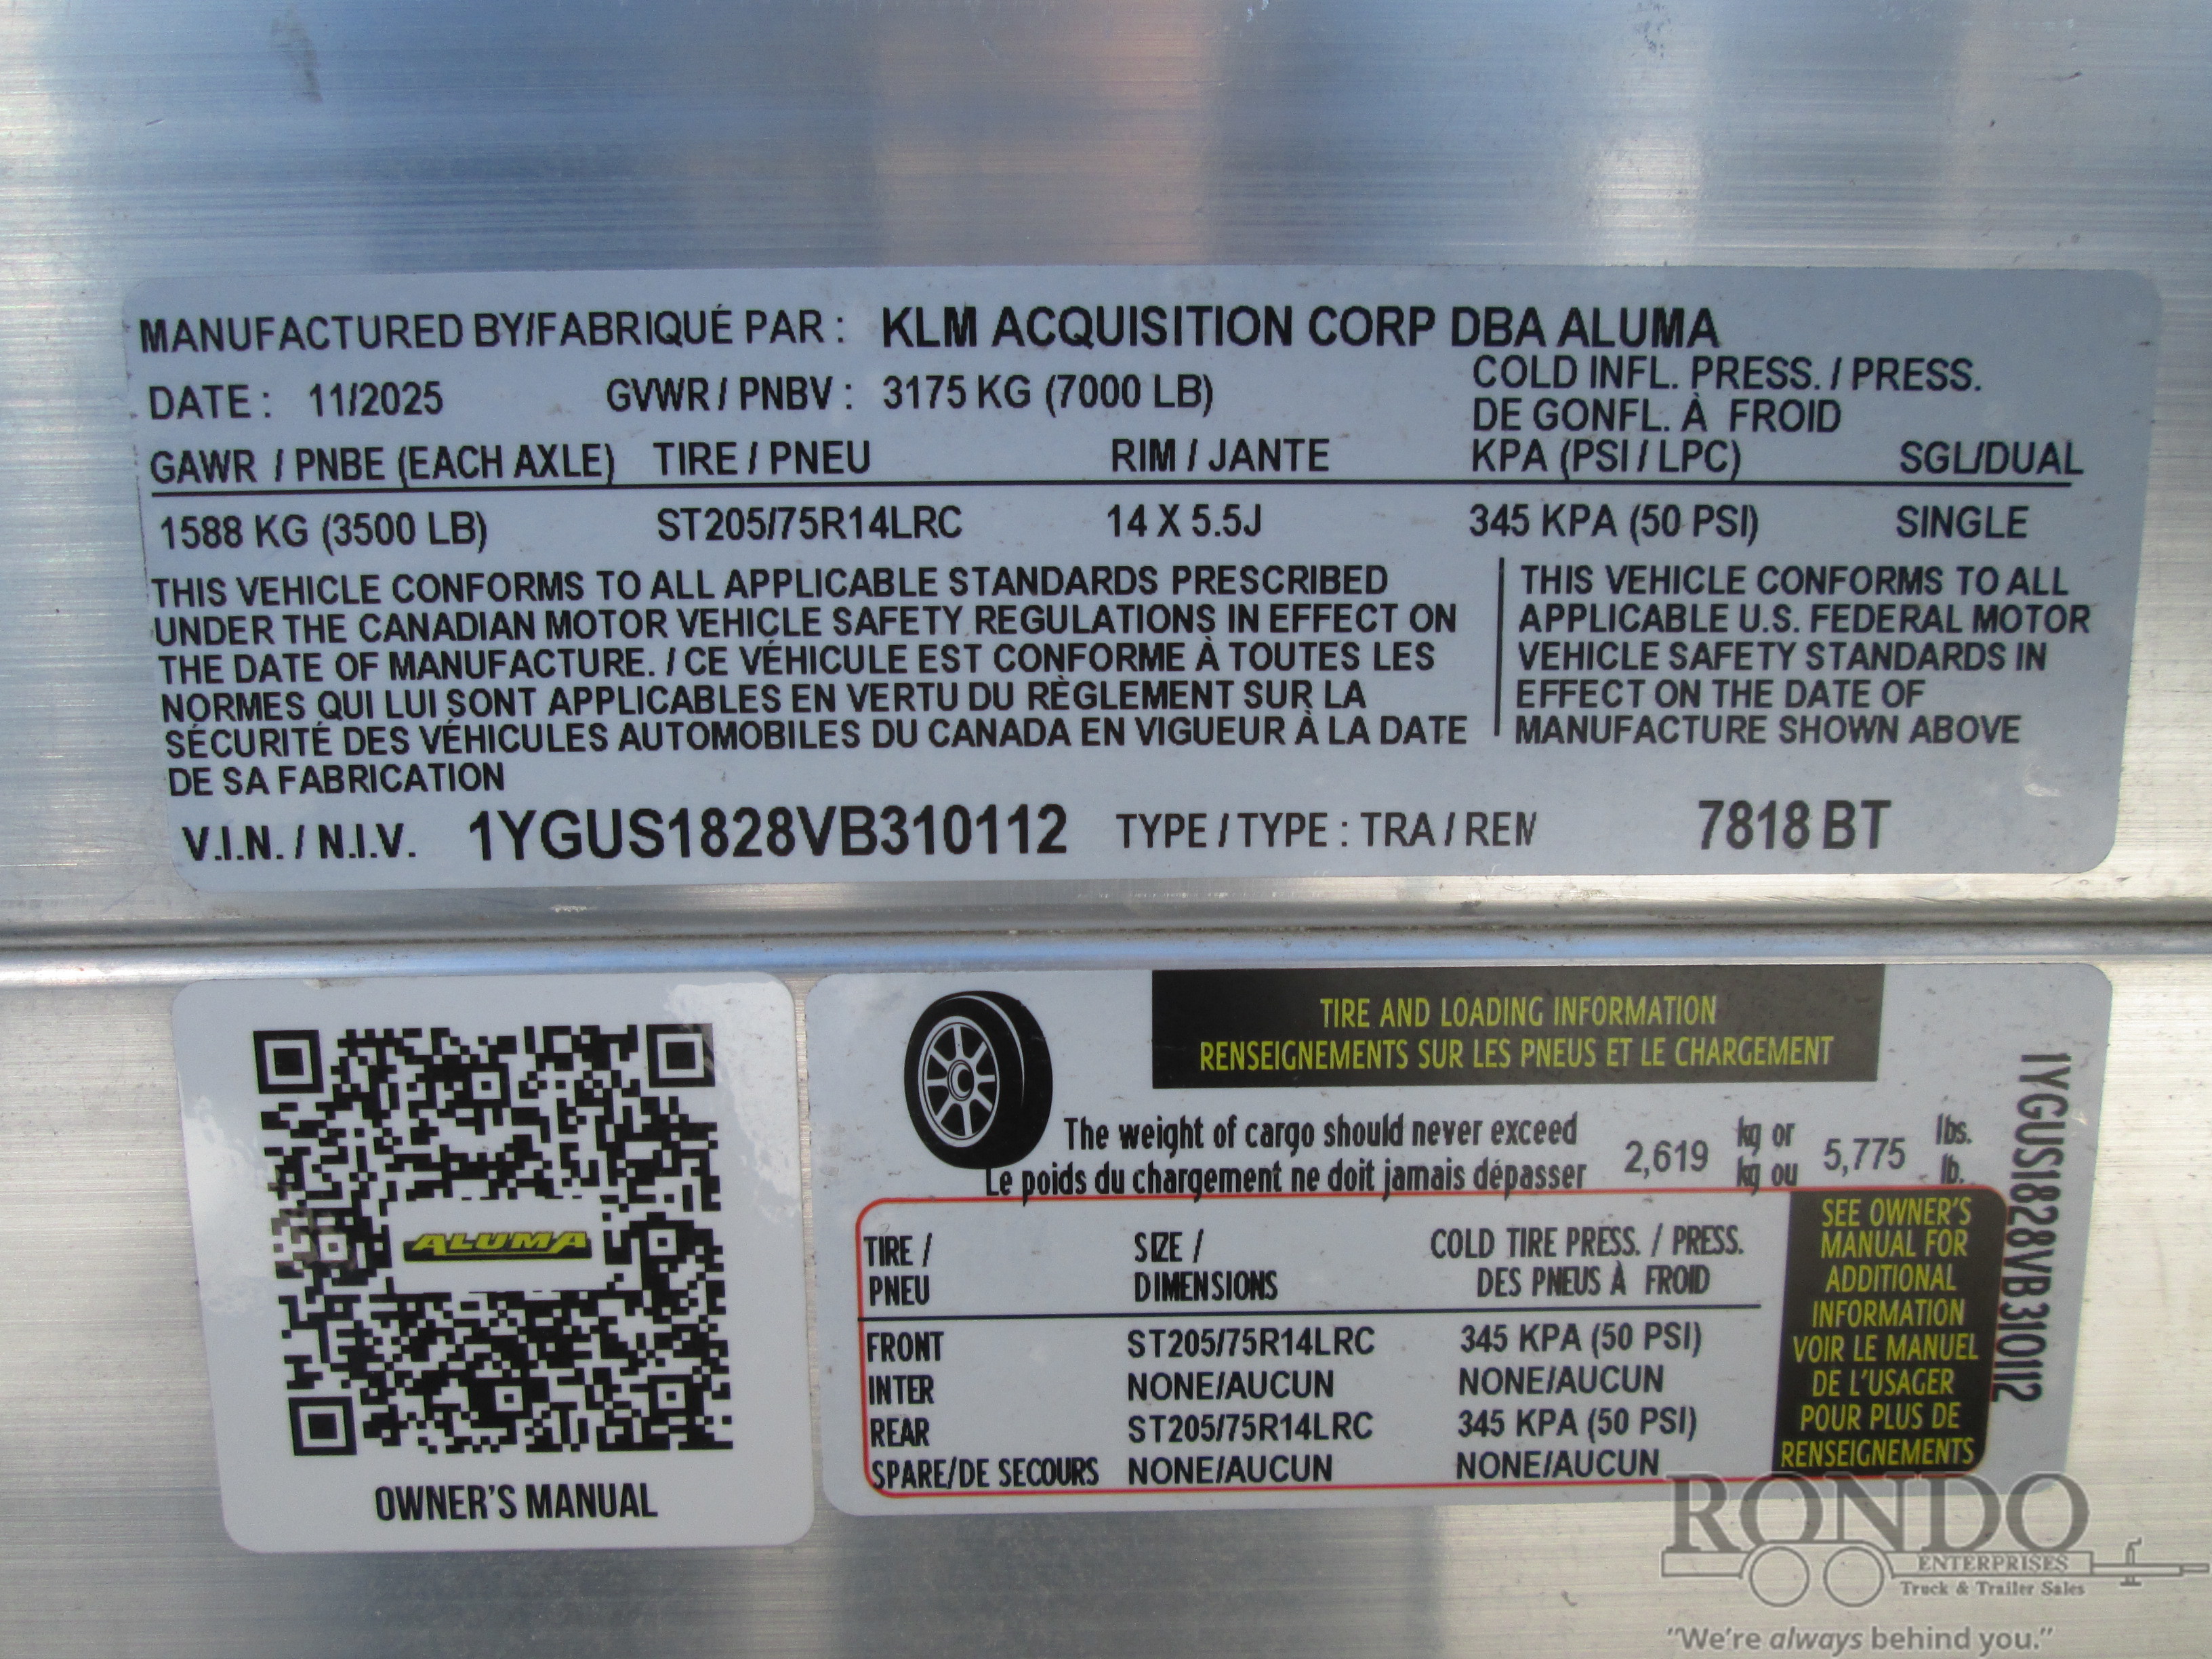 MANUFACTURED BY/FABRIQUÉ PAR : KLM ACQUISITION CORP DBA ALUMA
DATE : 11/2025 GVWR / PNBV : 3175 KG (7000 LB) COLD INFL. PRESS. / PRESS.
DE GONFL. À FROID
GAWR / PNBE (EACH AXLE) TIRE / PNEU RIM / JANTE KPA (PSI / LPC) SGL/DUAL
1588 KG (3500 LB) ST205/75R14LRC 14 X 5.5J 345 KPA (50 PSI) SINGLE
THIS VEHICLE CONFORMS TO ALL APPLICABLE STANDARDS PRESCRIBED
UNDER THE CANADIAN MOTOR VEHICLE SAFETY REGULATIONS IN EFFECT ON
THE DATE OF MANUFACTURE. / CE VÉHICULE EST CONFORME À TOUTES LES
NORMES QUI LUI SONT APPLICABLES EN VERTU DU RÈGLEMENT SUR LA
SÉCURITÉ DES VÉHICULES AUTOMOBILES DU CANADA EN VIGUEUR À LA DATE
DE SA FABRICATION
THIS VEHICLE CONFORMS TO ALL
APPLICABLE U.S. FEDERAL MOTOR
VEHICLE SAFETY STANDARDS IN
EFFECT ON THE DATE OF
MANUFACTURE SHOWN ABOVE
V.I.N. / N.I.V. 1YGUS1828VB310112 TYPE / TYPE : TRA / REM 7818 BT
ALUMA
OWNER'S MANUAL
TIRE AND LOADING INFORMATION
RENSEIGNEMENTS SUR LES PNEUS ET LE CHARGEMENT
The weight of cargo should never exceed 2,619 kg or 5,775 lbs.
Le poids du chargement ne doit jamais dépasser kg ou lb.
TIRE / SIZE / COLD TIRE PRESS. / PRESS.
PNEU DIMENSIONS DES PNEUS À FROID
FRONT ST205/75R14LRC 345 KPA (50 PSI)
INTER NONE/AUCUN NONE/AUCUN
REAR ST205/75R14LRC 345 KPA (50 PSI)
SPARE/DE SECOURS NONE/AUCUN NONE/AUCUN
SEE OWNER'S
MANUAL FOR
ADDITIONAL
INFORMATION
VOIR LE MANUEL
DE L'USAGER
POUR PLUS DE
RENSEIGNEMENTS
1YGUS1828VB310112
RONDO
ENTERPRISES
Truck & Trailer Sales
"We're always behind you."